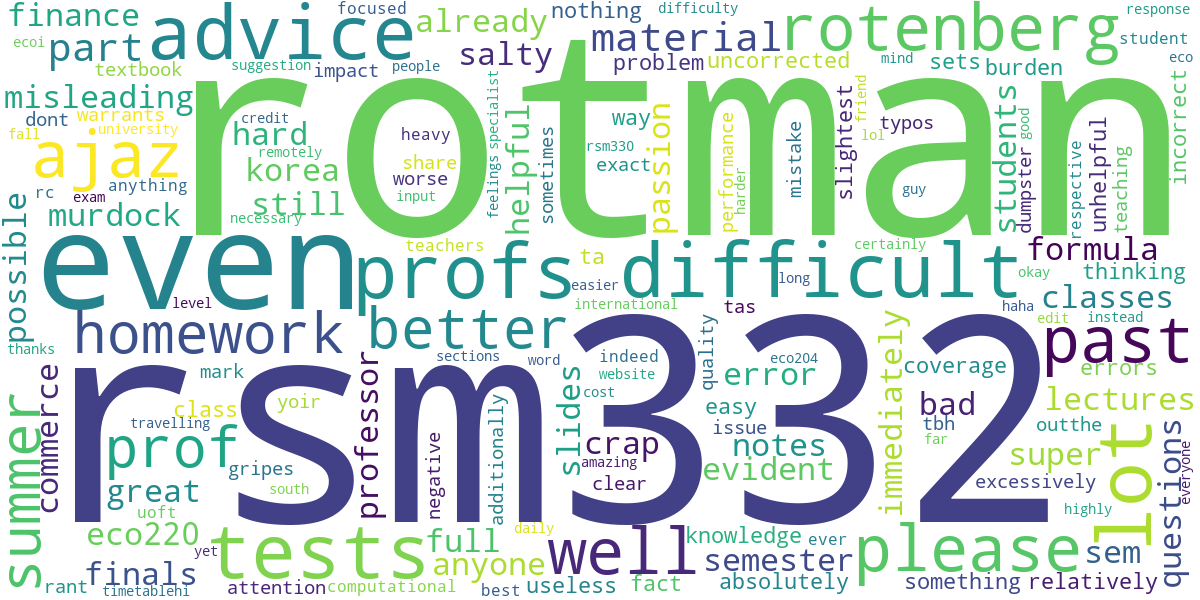 finance
focused
nothing
difficulty
response
advice
already
material
rotenberg
student
ecoi
part
salty
problem
uncorrected
sets
mind
burden
eco
textbook
suggestion
impact
people
misleading
rotman
dont
warrants
fall
university
credit
hard
remotely
heavy
share
worse
input
feelings
specialist
helpful
sometimes
way
rsm330
exact
passion
performance
harder
mistake
slightest
friend
lol
typos
guy
students
good
dumpster
respective
unhelpful
teaching
incorrect
ajaz
rc
anything
exam
korea
still
murdock
necessary
possible
even
profs
teachers
ta
difficult
certainly
formula
okay
thinking
level
easier
international
long
classes
haha
edit
instead
homework
better
thanks
sections
word
indeed
website
cost
quality
tas
eco204
immediately
coverage
past
errors
summer
commerce
mark
class
yoir
travelling
professor
rsm332
slides
error
easy
issue
notes
crap
amazing
clear
evident
bad
tbh
far
lectures
outthe
super
excessively
highly
lot
questions
everyone
prof
gripes
south
great
uoft
eco220
yet
negative
additionally
daily
tests
full
anyone
well
knowledge
ever
semester
please
sem
finals
rant
timetablehi
attention
computational
best
useless
fact
absolutely
something
relatively